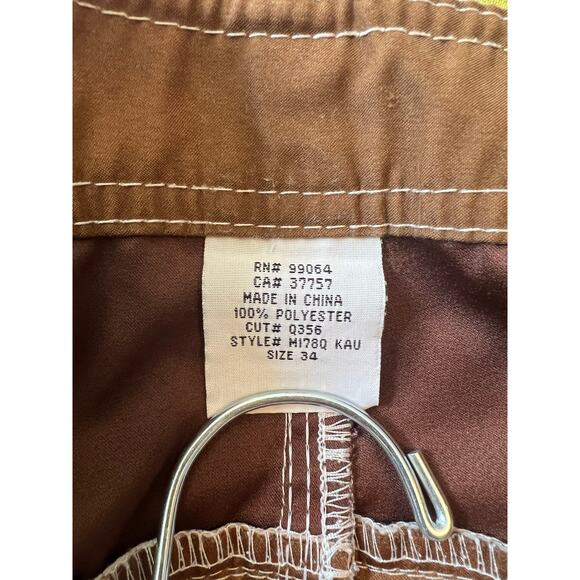 RN# 99064
CA# 37757
MADE IN CHINA
100% POLYESTER
CUT# Q356
STYLE# M178Q KAU
SIZE 34